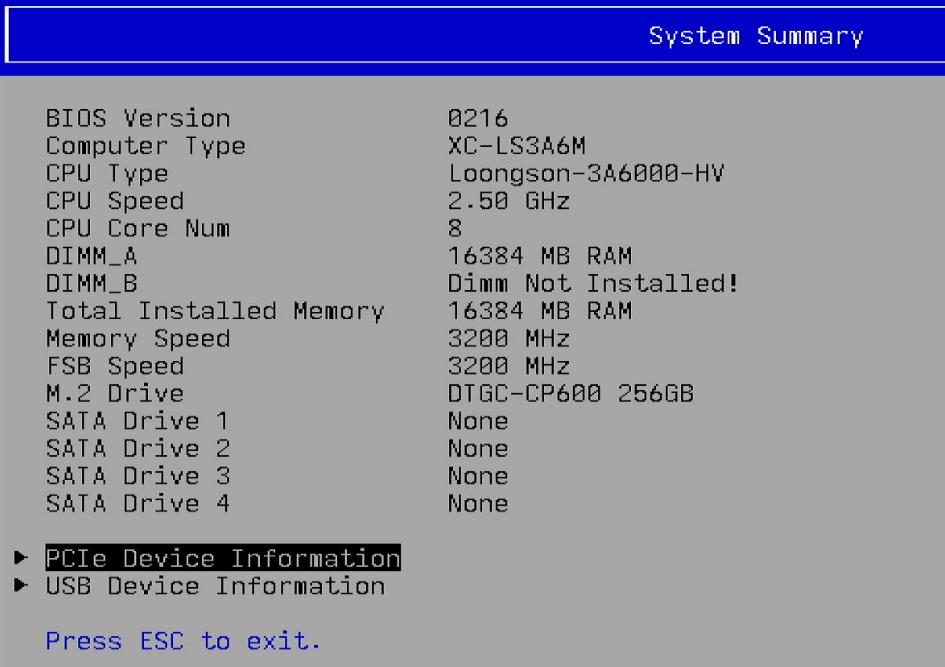 System Summary
BIOS Version 0216
Computer Type XC-LS3A6M
CPU Type Loongson-3A6000-HV
CPU Speed 2.50 GHz
CPU Core Num 8
DIMM_A 16384 MB RAM
DIMM_B Dimm Not Installed!
Total Installed Memory 16384 MB RAM
Memory Speed 3200 MHz
FSB Speed 3200 MHz
M.2 Drive DTGC-CP600 256GB
SATA Drive 1 None
SATA Drive 2 None
SATA Drive 3 None
SATA Drive 4 None
PCIe Device Information
USB Device Information
Press ESC to exit.